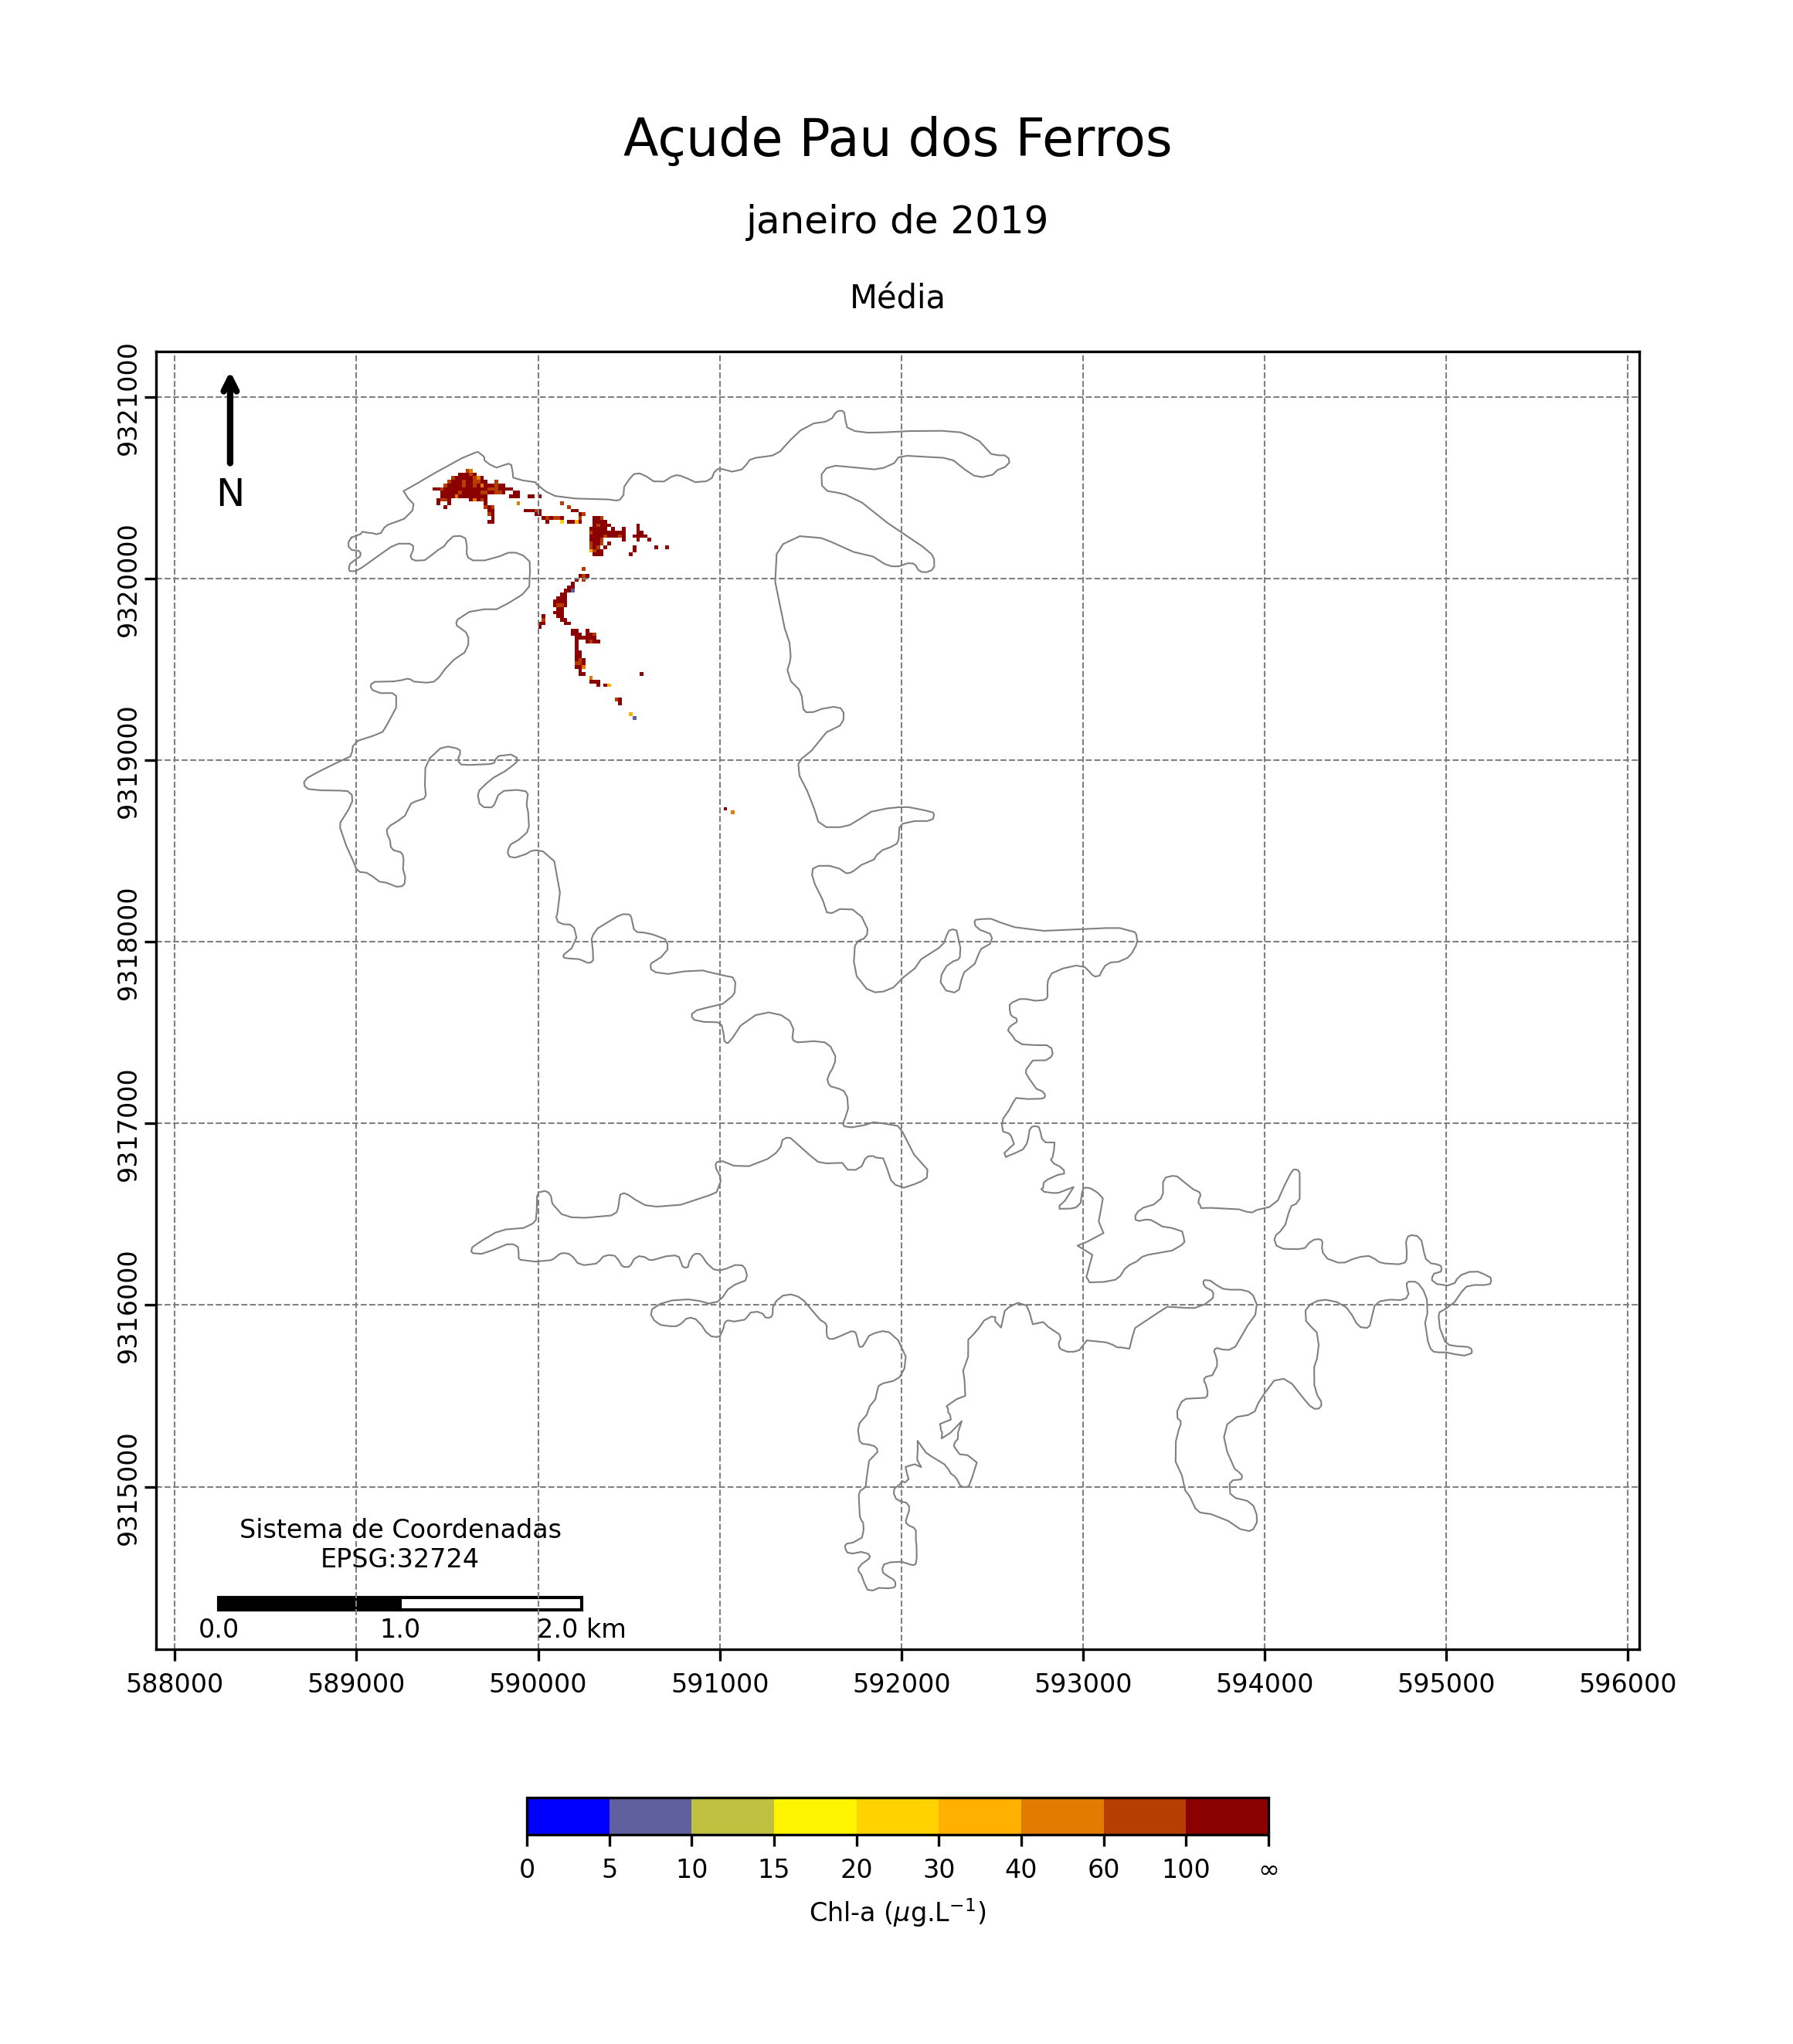 Açude Pau dos Ferros
janeiro de 2019
Média
9321000
9320000
9319000
9318000
9317000
9316000
9315000
N
Sistema de Coordenadas
EPSG:32724
0.0 1.0 2.0 km
588000 589000 590000 591000 592000 593000 594000 595000 596000
0 5 10 15 20 30 40 60 100 ∞
Chl-a (μg.L⁻¹)